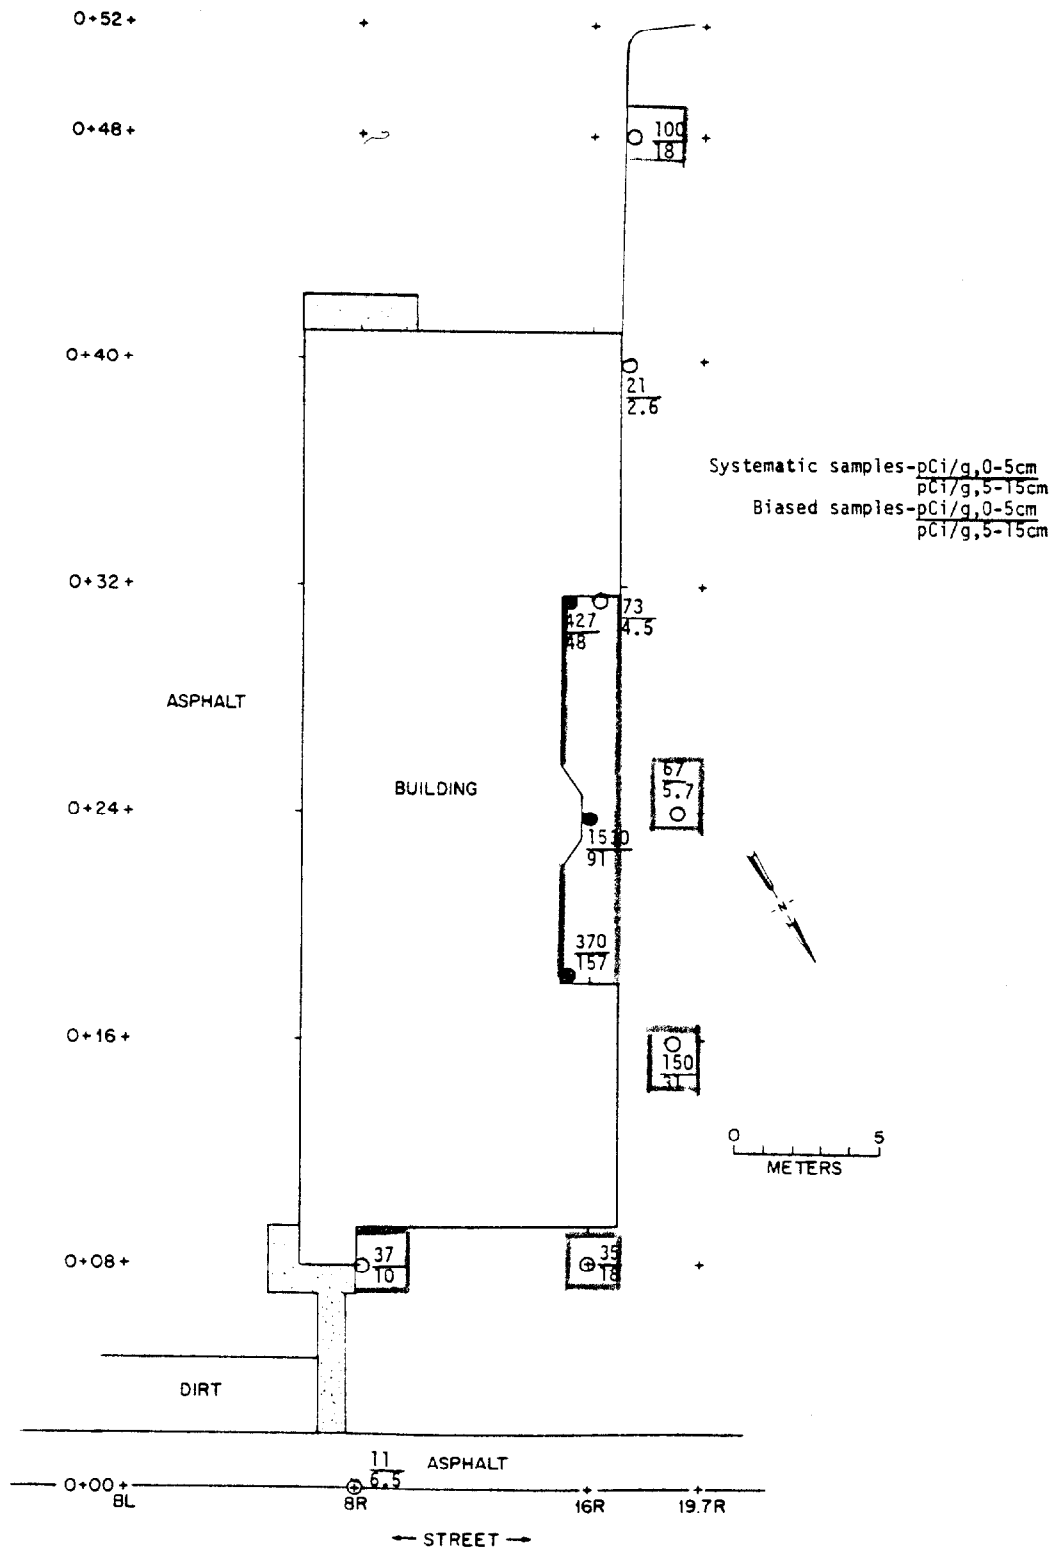 0+52+
0+48+
100
18
0+40+
21
2.6
Systematic samples-pCi/g,0-5cm
pCi/g,5-15cm
Biased samples-pCi/g,0-5cm
pCi/g,5-15cm
0+32+
427
48
73
4.5
ASPHALT
BUILDING
67
5.7
0+24+
1510
91
N
370
157
0+16+
150
31
0 5
METERS
0+08+
37
10
35
18
DIRT
11
6.5
ASPHALT
0+00+
BL 8R 16R 19.7R
← STREET →